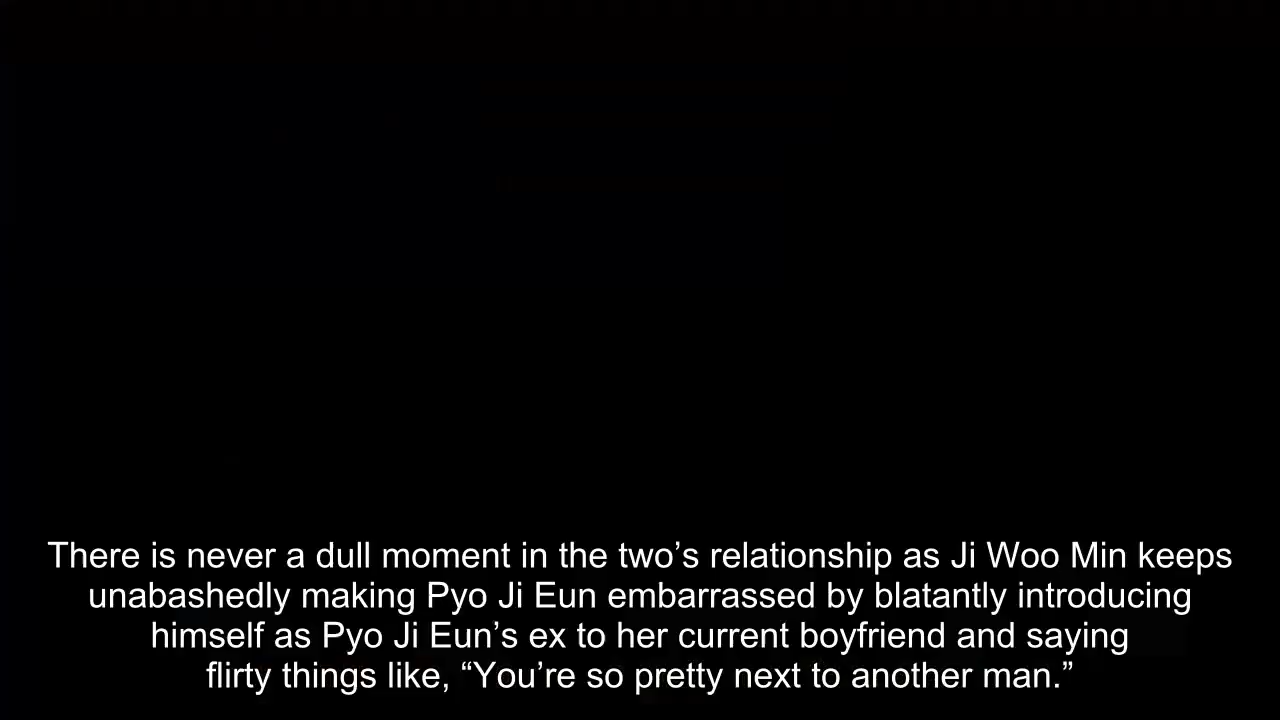 There is never a dull moment in the two’s relationship as Ji Woo Min keeps
unabashedly making Pyo Ji Eun embarrassed by blatantly introducing
himself as Pyo Ji Eun’s ex to her current boyfriend and saying
flirty things like, “You’re so pretty next to another man.”